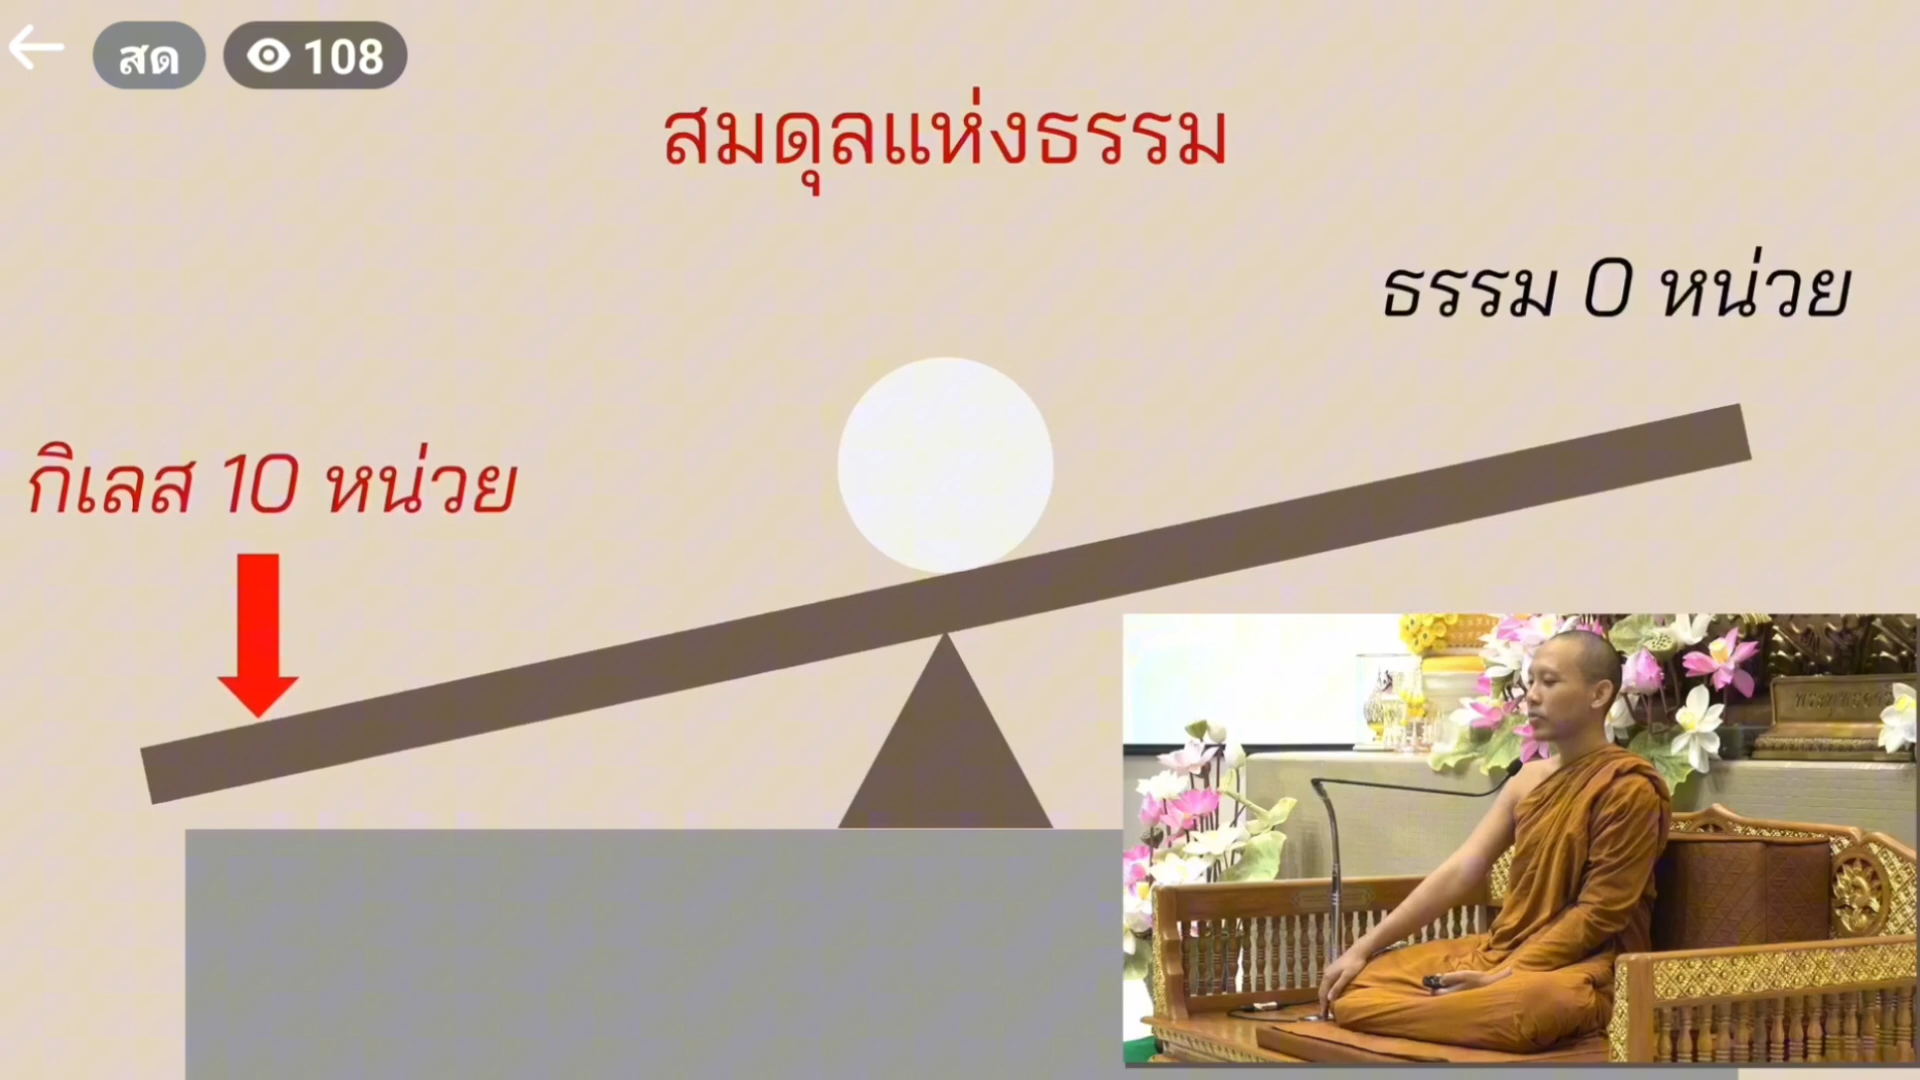 สด 108
สมดุลแห่งธรรม
ธรรม 0 หน่วย
กิเลส 10 หน่วย